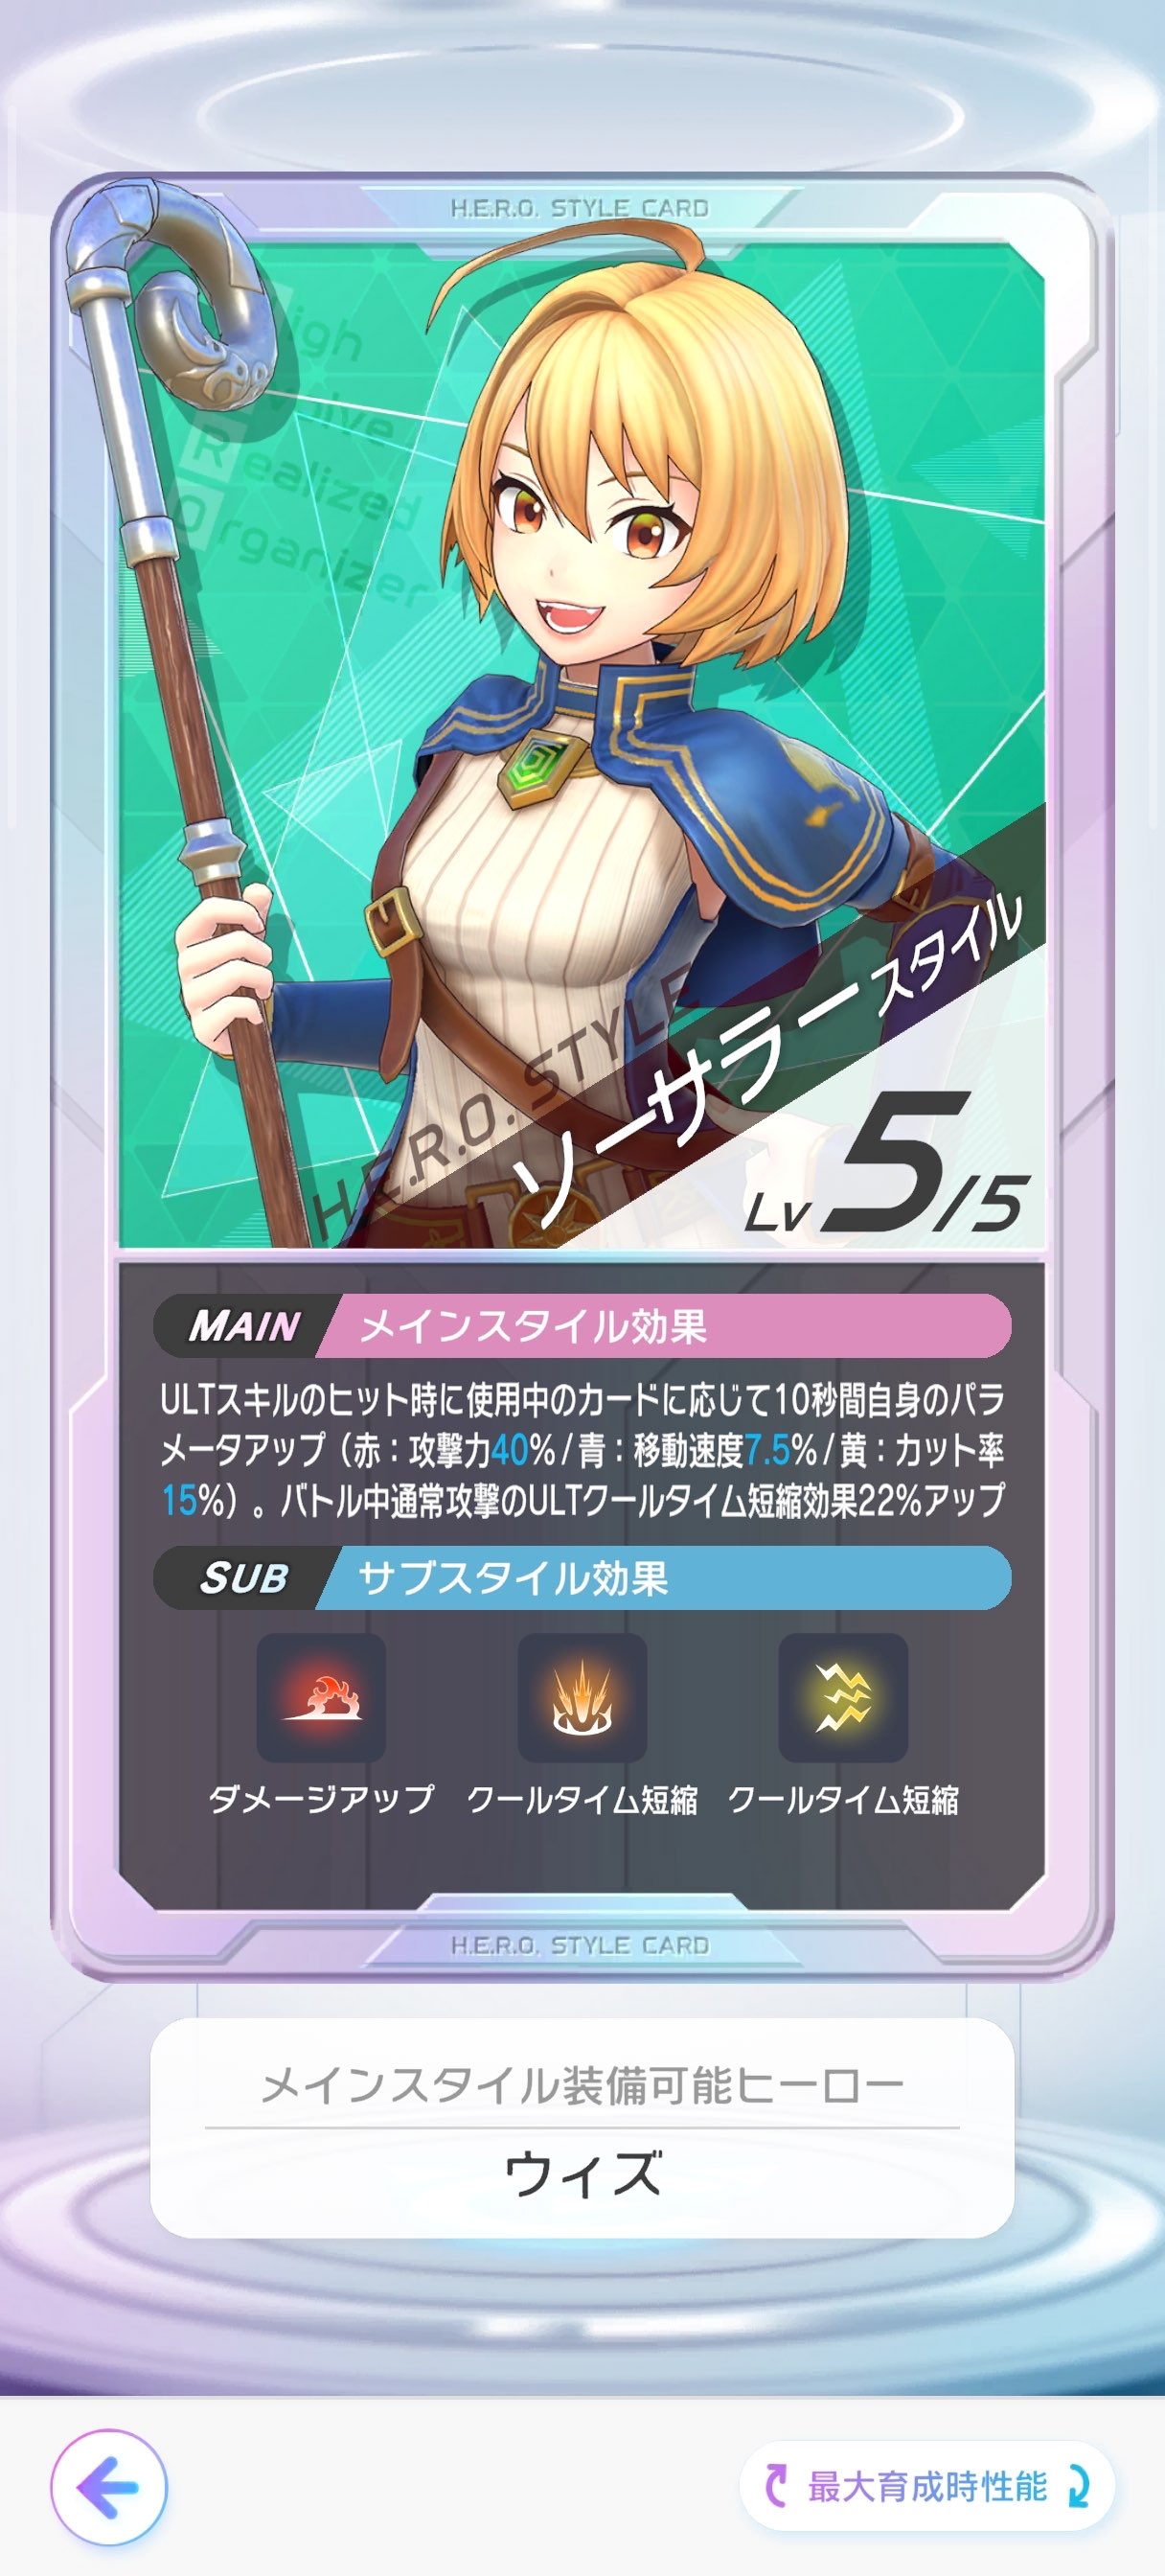 H.E.R.O. STYLE CARD
igh
volve
Realized
Organizer
H.E.R.O. STYLE
ソーサラースタイル
Lv 5/5
MAIN メインスタイル効果
ULTスキルのヒット時に使用中のカードに応じて10秒間自身のパラ
メータアップ（赤：攻撃力40%/青：移動速度7.5%/黄：カット率
15%）。バトル中通常攻撃のULTクールタイム短縮効果22%アップ
SUB サブスタイル効果
ダメージアップ クールタイム短縮 クールタイム短縮
H.E.R.O. STYLE CARD
メインスタイル装備可能ヒーロー
ウィズ
最大育成時性能